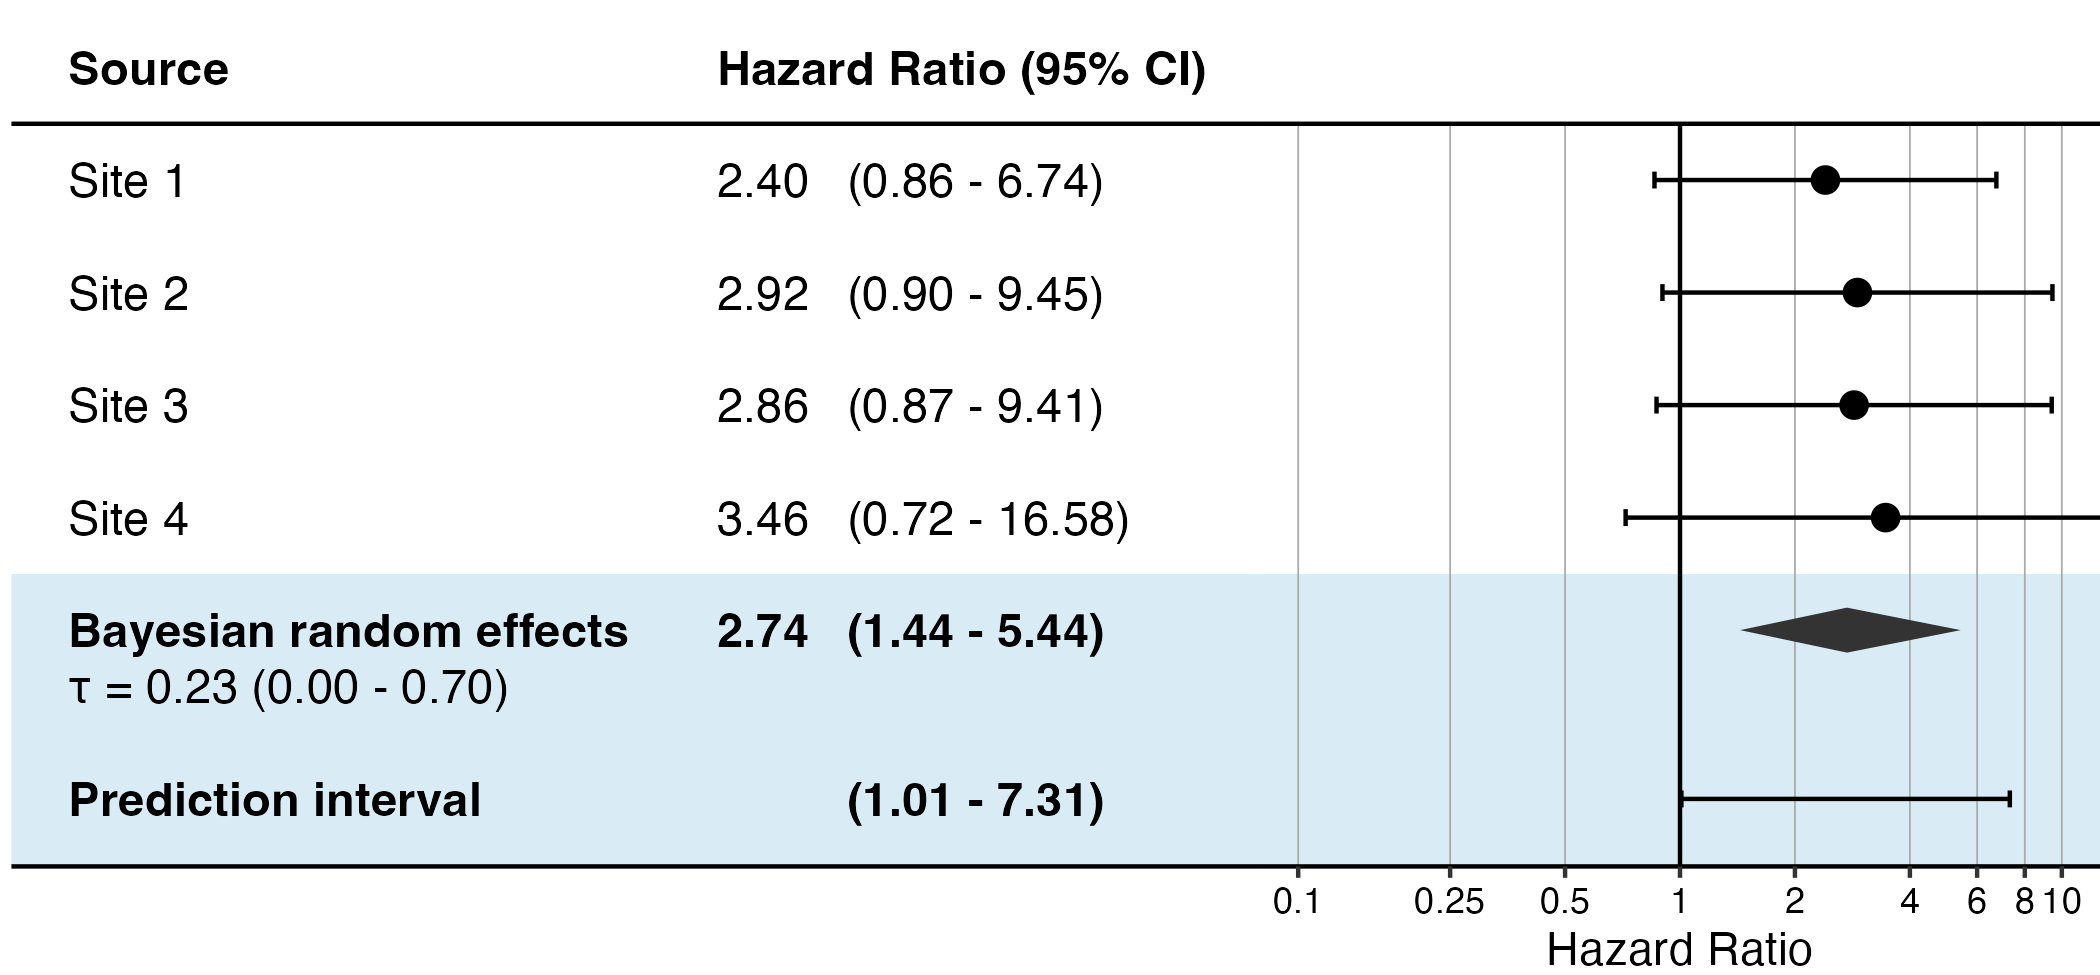 Source Hazard Ratio (95% CI)
Site 1 2.40 (0.86 - 6.74)
Site 2 2.92 (0.90 - 9.45)
Site 3 2.86 (0.87 - 9.41)
Site 4 3.46 (0.72 - 16.58)
Bayesian random effects 2.74 (1.44 - 5.44)
τ = 0.23 (0.00 - 0.70)
Prediction interval (1.01 - 7.31)
0.1 0.25 0.5 1 2 4 6 8 10
Hazard Ratio